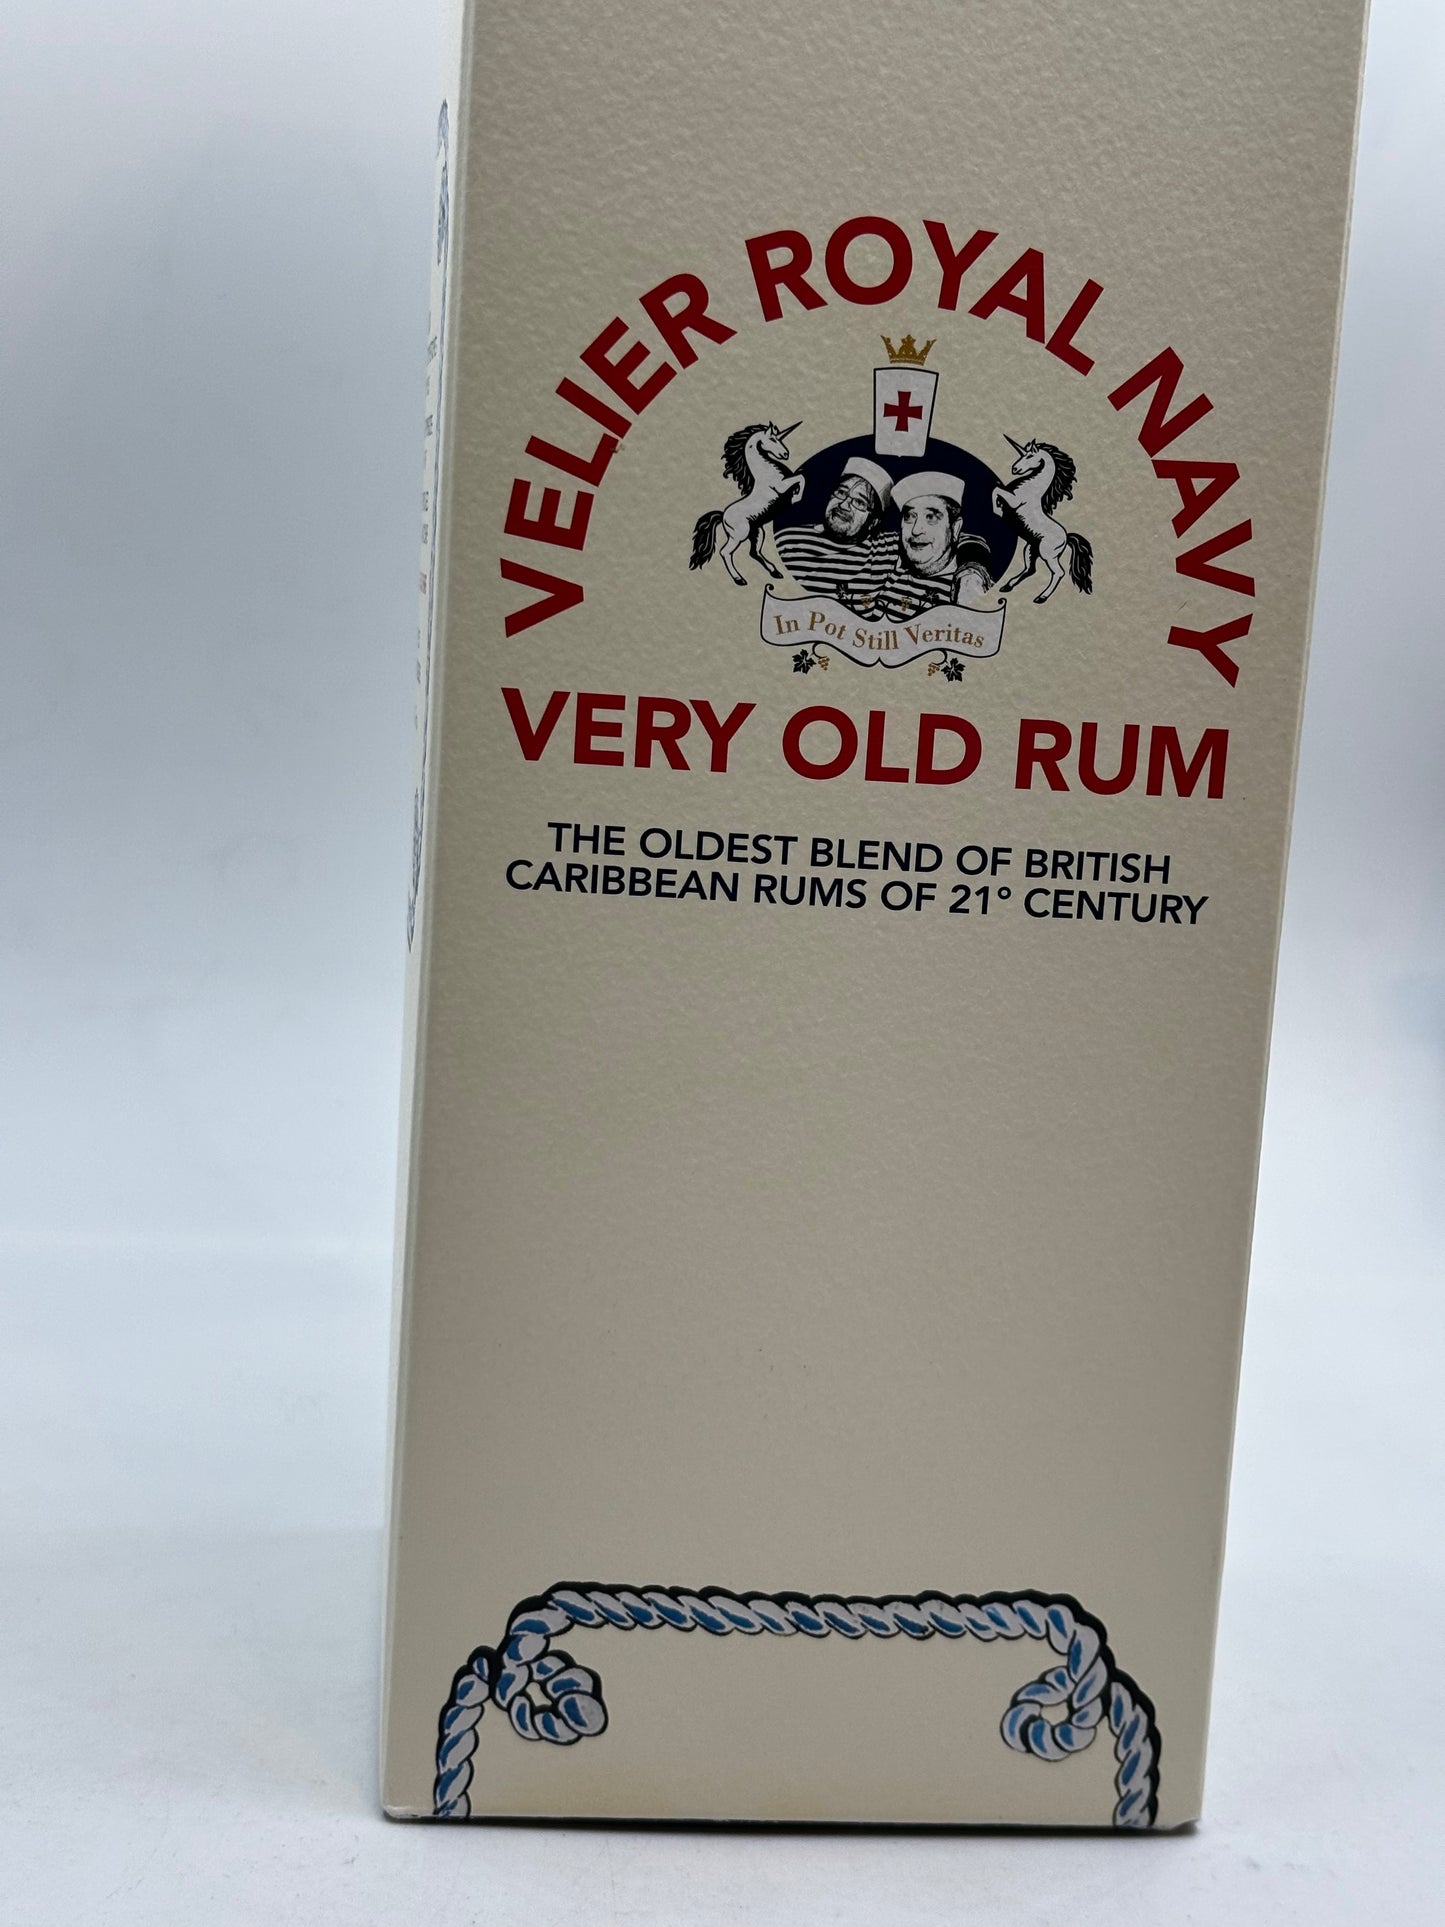 VELIER ROYAL NAVY
In Pot Still Veritas
VERY OLD RUM
THE OLDEST BLEND OF BRITISH
CARIBBEAN RUMS OF 21° CENTURY